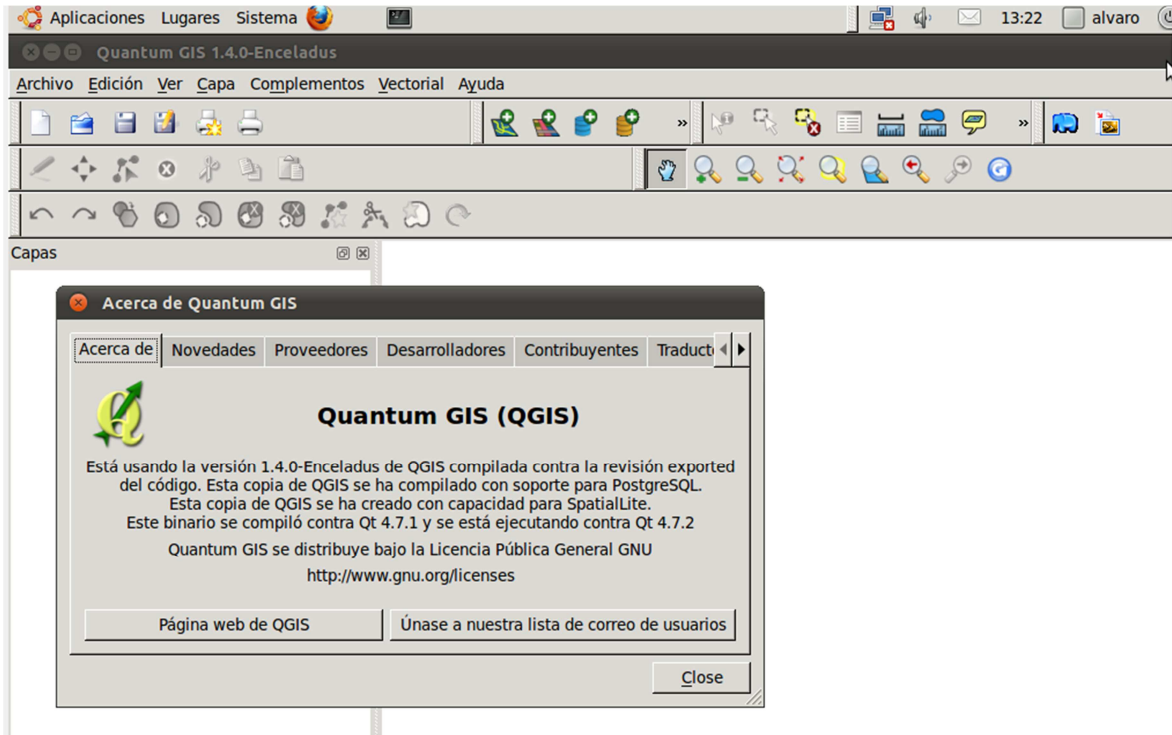 Aplicaciones Lugares Sistema 13:22 alvaro
Quantum GIS 1.4.0-Enceladus
Archivo Edición Ver Capa Complementos Vectorial Ayuda
Capas
Acerca de Quantum GIS
Acerca de Novedades Proveedores Desarrolladores Contribuyentes Traducto
Quantum GIS (QGIS)
Está usando la versión 1.4.0-Enceladus de QGIS compilada contra la revisión exported
del código. Esta copia de QGIS se ha compilado con soporte para PostgreSQL.
Esta copia de QGIS se ha creado con capacidad para SpatialLite.
Este binario se compiló contra Qt 4.7.1 y se está ejecutando contra Qt 4.7.2
Quantum GIS se distribuye bajo la Licencia Pública General GNU
http://www.gnu.org/licenses
Página web de QGIS Únase a nuestra lista de correo de usuarios
Close